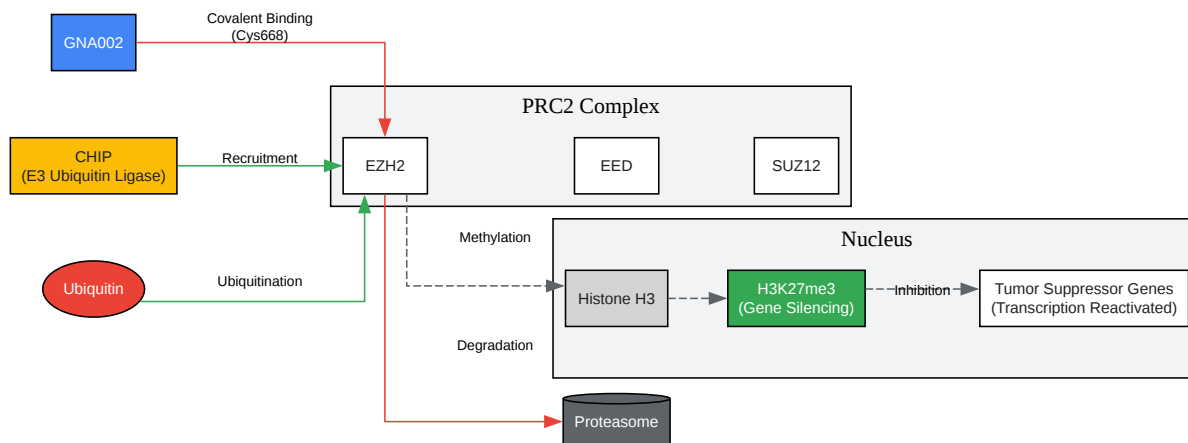 Covalent Binding
(Cys668)
GNA002
PRC2 Complex
CHIP
(E3 Ubiquitin Ligase)
Recruitment
EZH2
EED
SUZ12
Methylation
Nucleus
Ubiquitin
Ubiquitination
Histone H3
H3K27me3
(Gene Silencing)
Inhibition
Tumor Suppressor Genes
(Transcription Reactivated)
Degradation
Proteasome